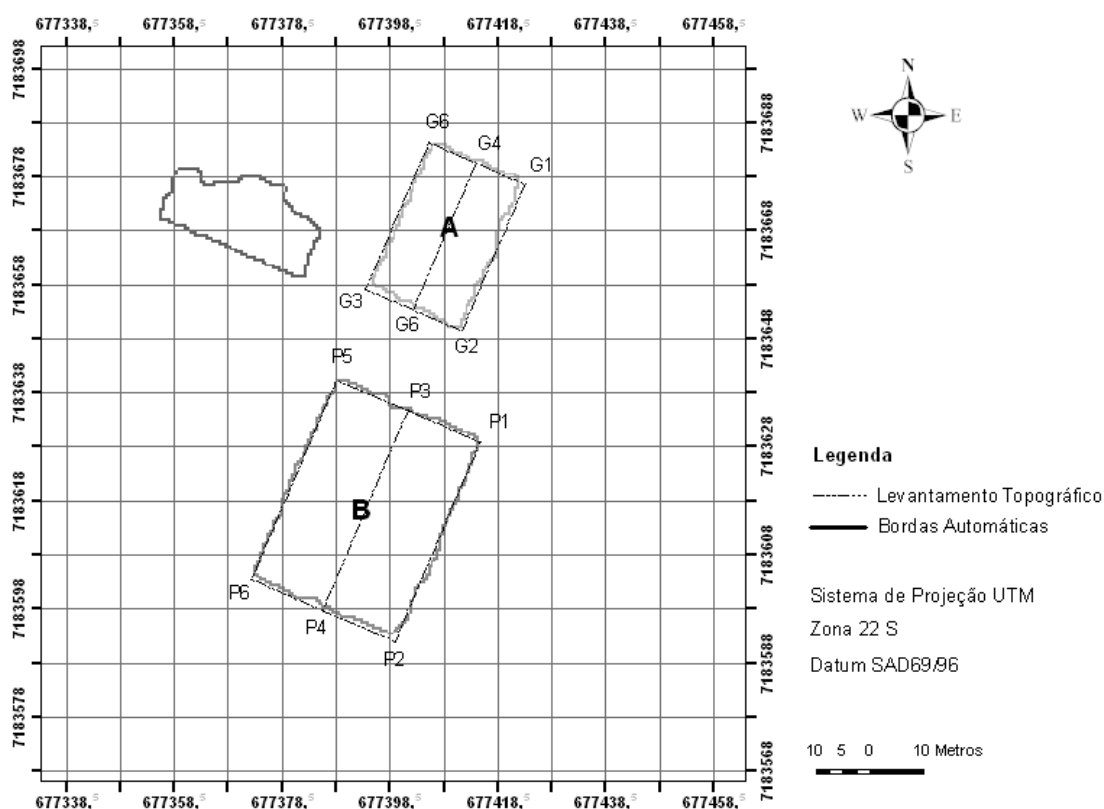 677338,5 677358,5 677378,5 677398,5 677418,5 677438,5 677458,5
7183698
7183688
7183678
7183668
7183658
7183648
7183638
7183628
7183618
7183608
7183598
7183588
7183578
7183568
G6
G4
G1
A
G3
G6
G2
P5
P3
P1
B
P6
P4
P2
677338,5 677358,5 677378,5 677398,5 677418,5 677438,5 677458,5
N
W E
S
Legenda
Levantamento Topográfico
Bordas Automáticas
Sistema de Projeção UTM
Zona 22 S
Datum SAD69/96
10 5 0 10 Metros